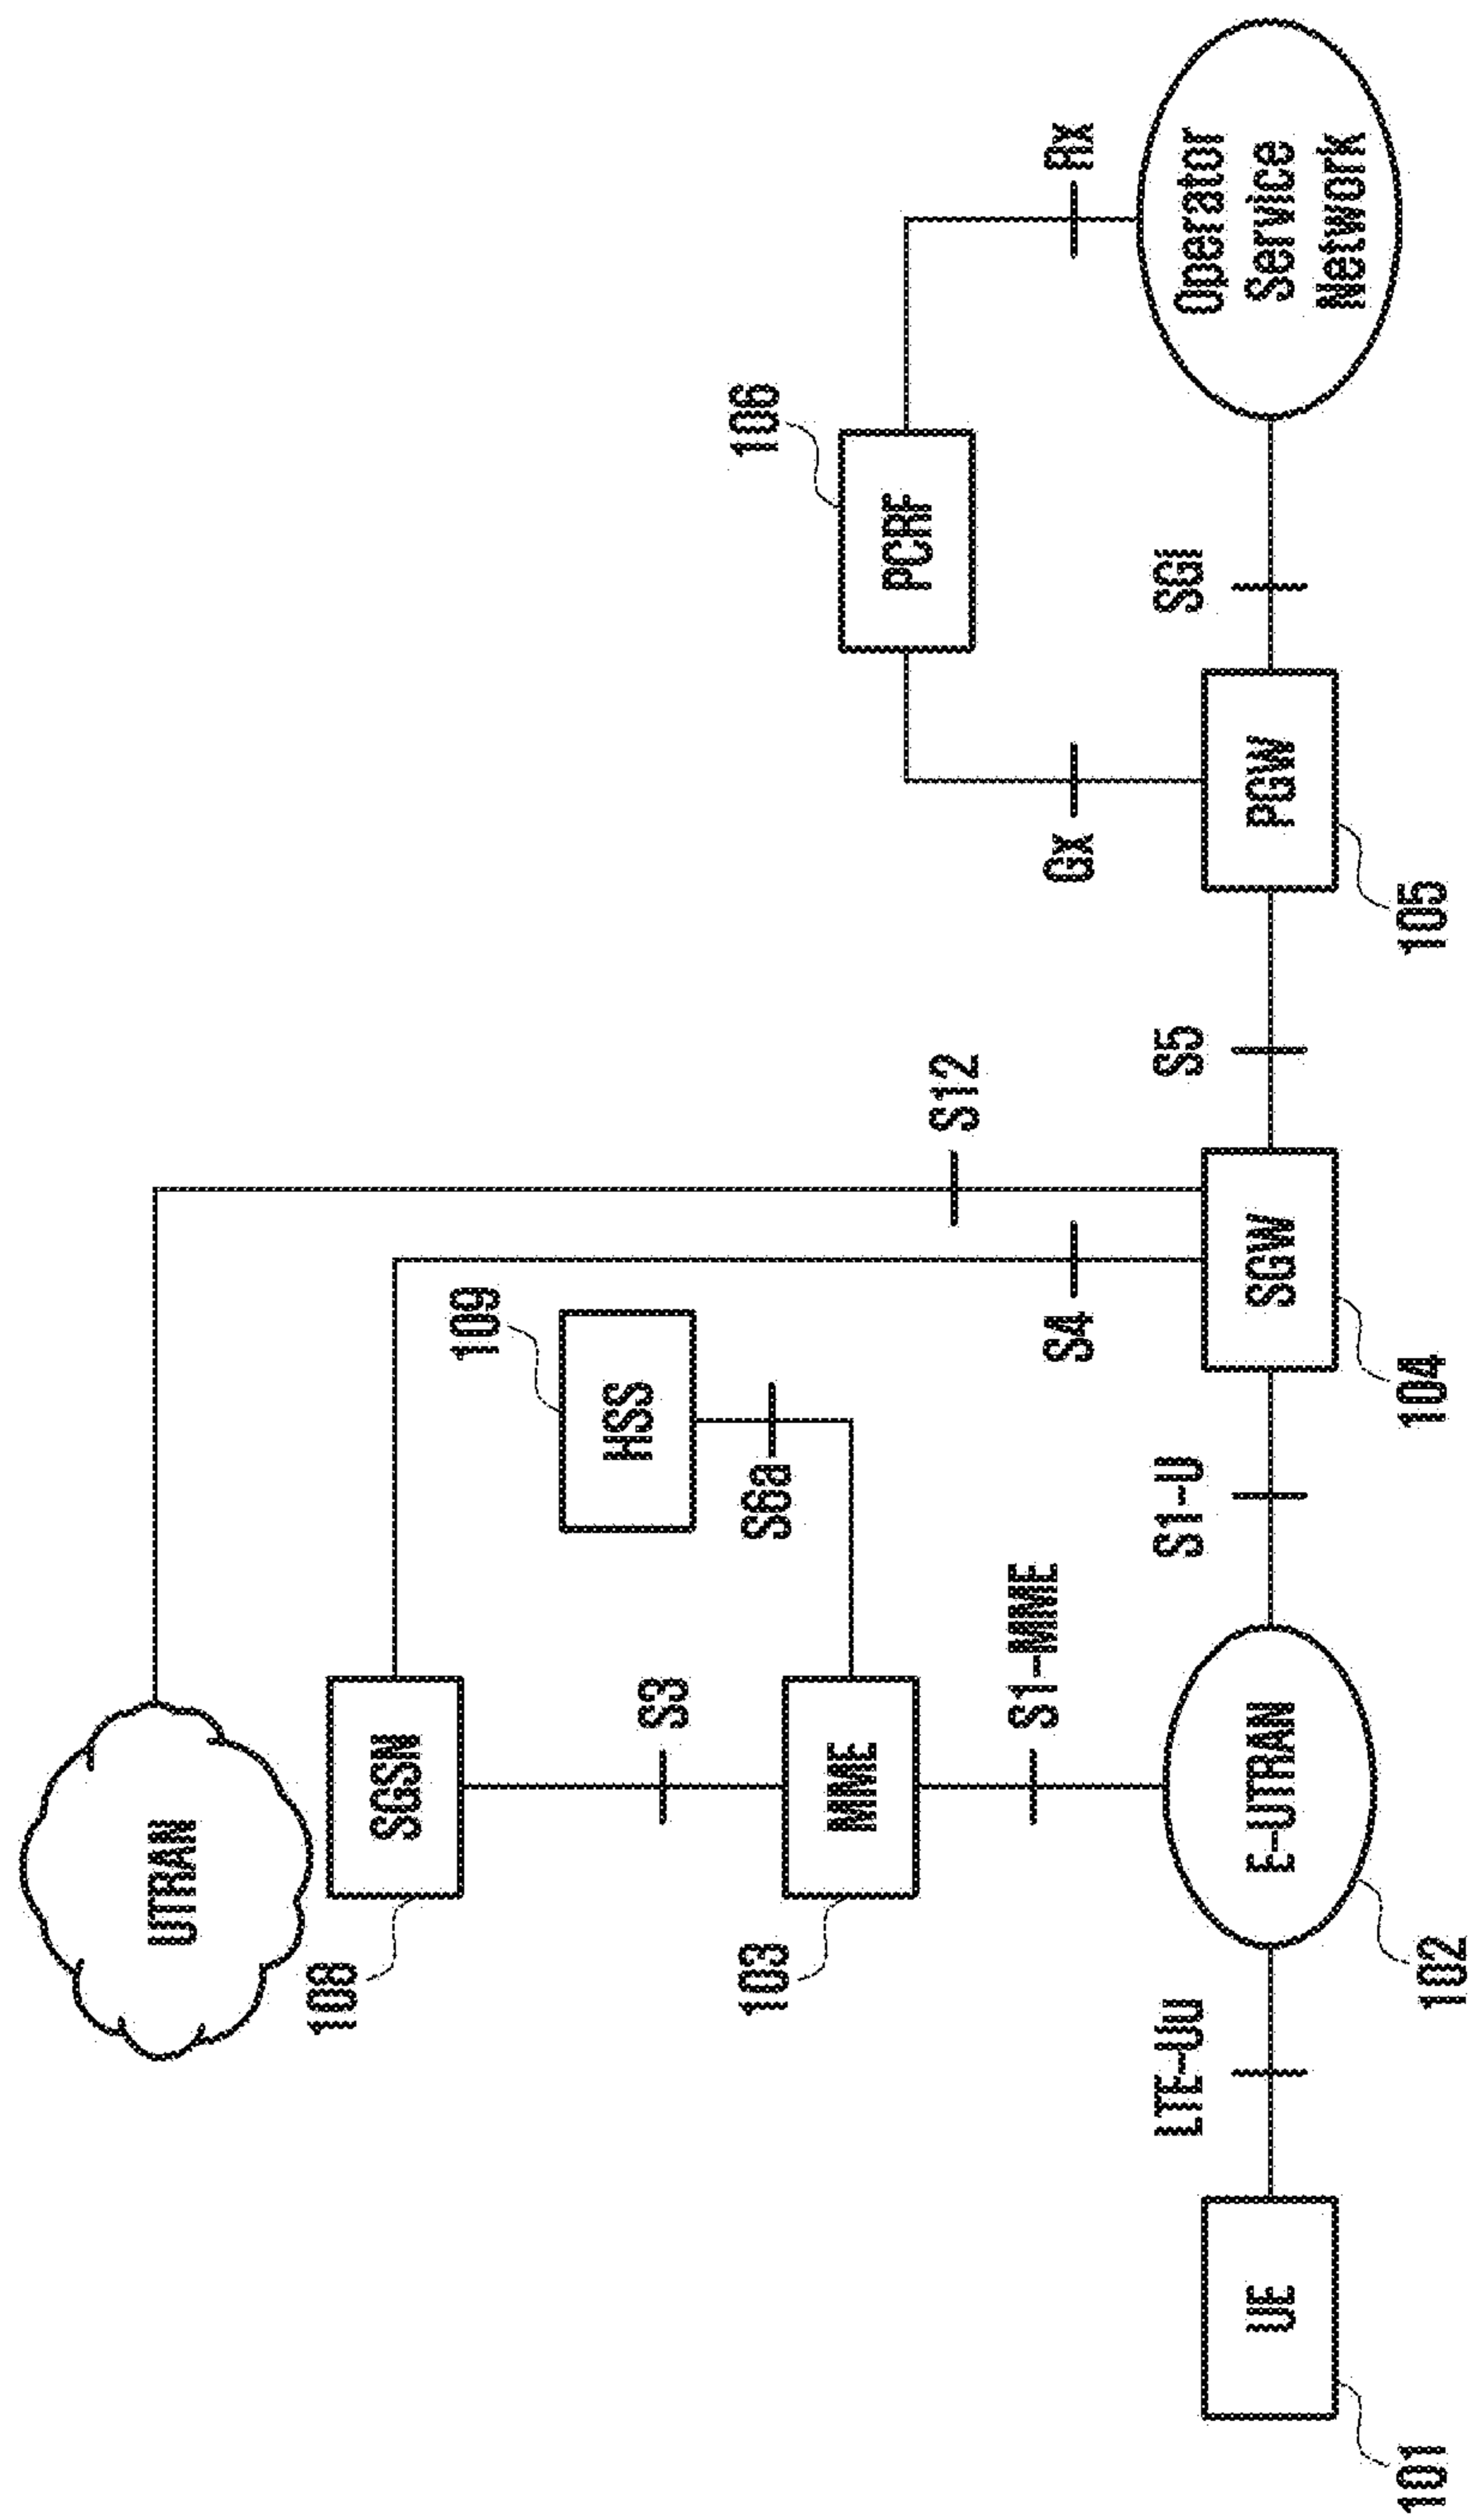 UTRAN
SGSN
108
S3
HSS
109
S6a
MME
103
S12
S4
S1-MME
PCRF
106
Gx
Rx
UE
101
LTE-Uu
E-UTRAN
102
S1-U
SGW
104
S5
PGW
105
SGi
Operator
Service
Network